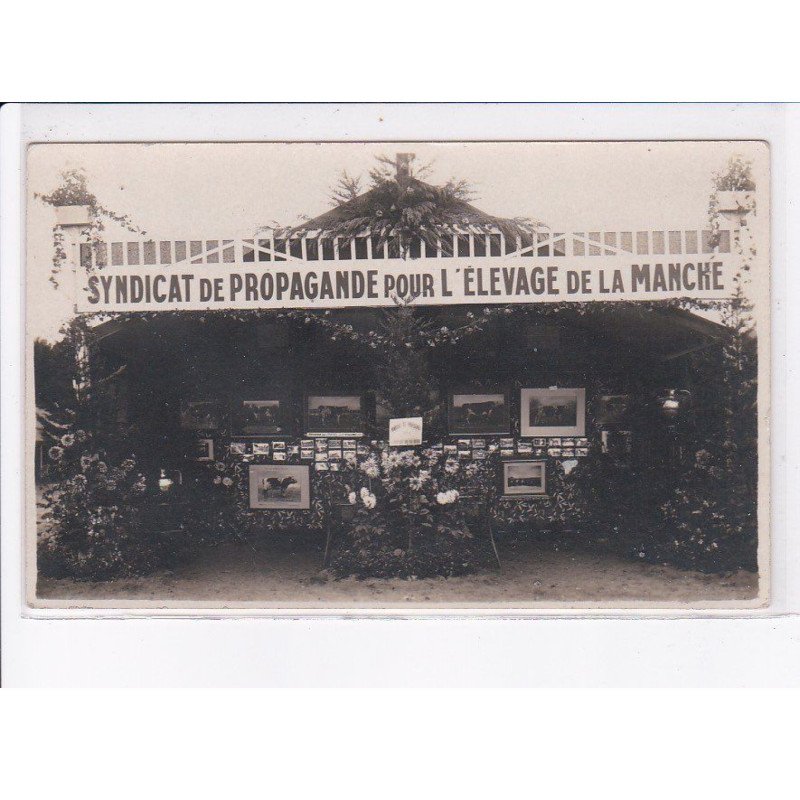 SYNDICAT DE PROPAGANDE POUR L'ÉLEVAGE DE LA MANCHE